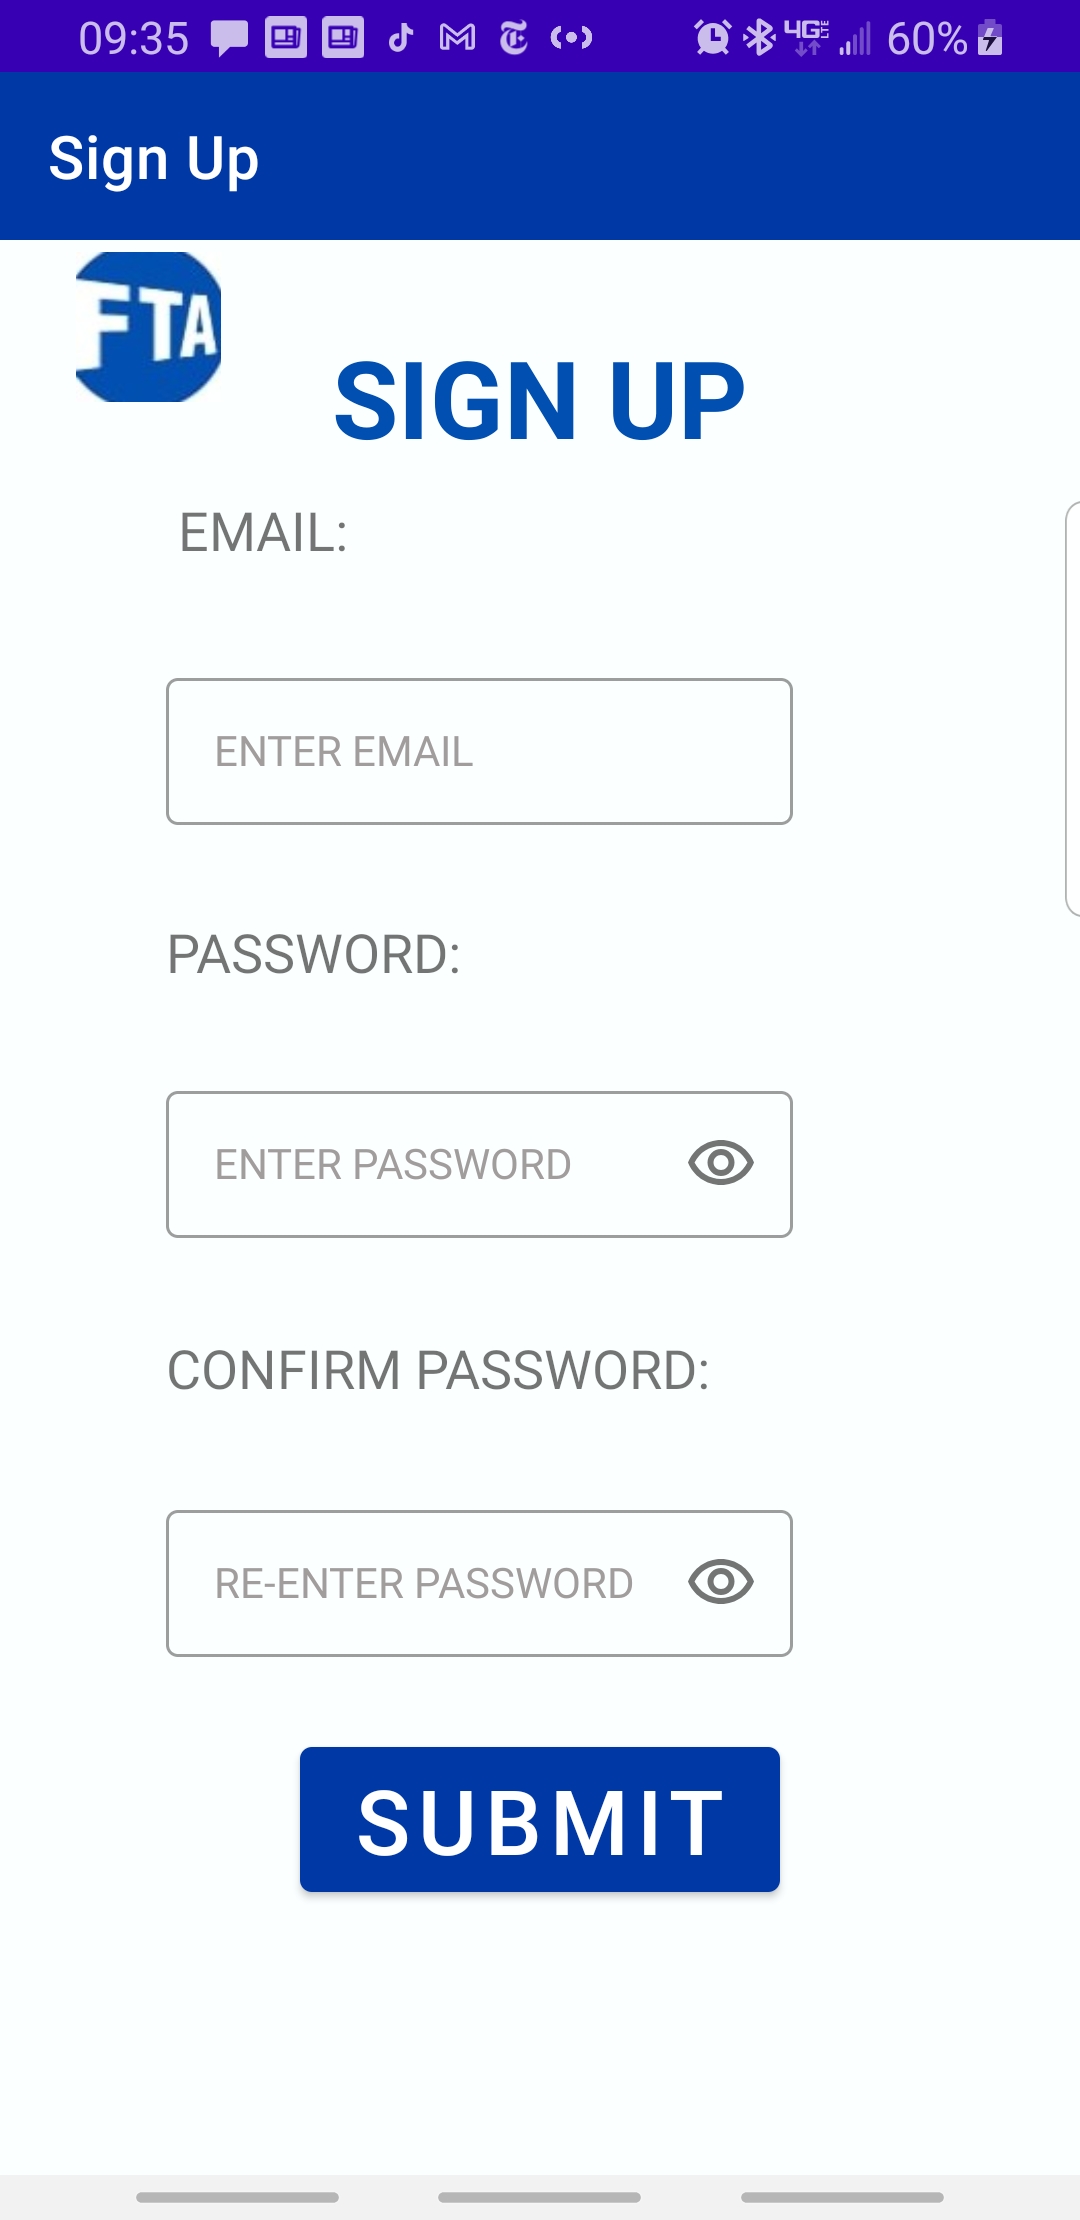 09:35 4G LTE 60%
Sign Up
FTA
SIGN UP
EMAIL:
ENTER EMAIL
PASSWORD:
ENTER PASSWORD
CONFIRM PASSWORD:
RE-ENTER PASSWORD
SUBMIT